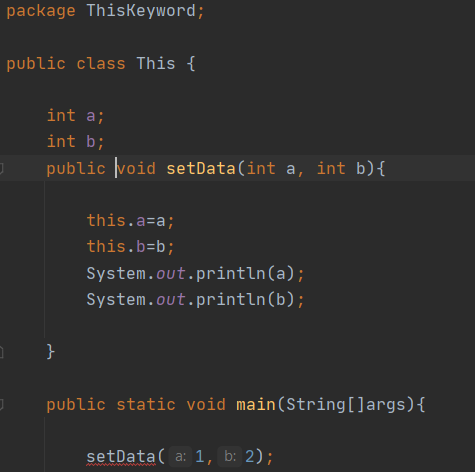 package ThisKeyword;
public class This {
int a;
int b;
public void setData(int a, int b){
this.a=a;
this.b=b;
System.out.println(a);
System.out.println(b);
}
public static void main(String[]args){
setData( a: 1, b: 2);